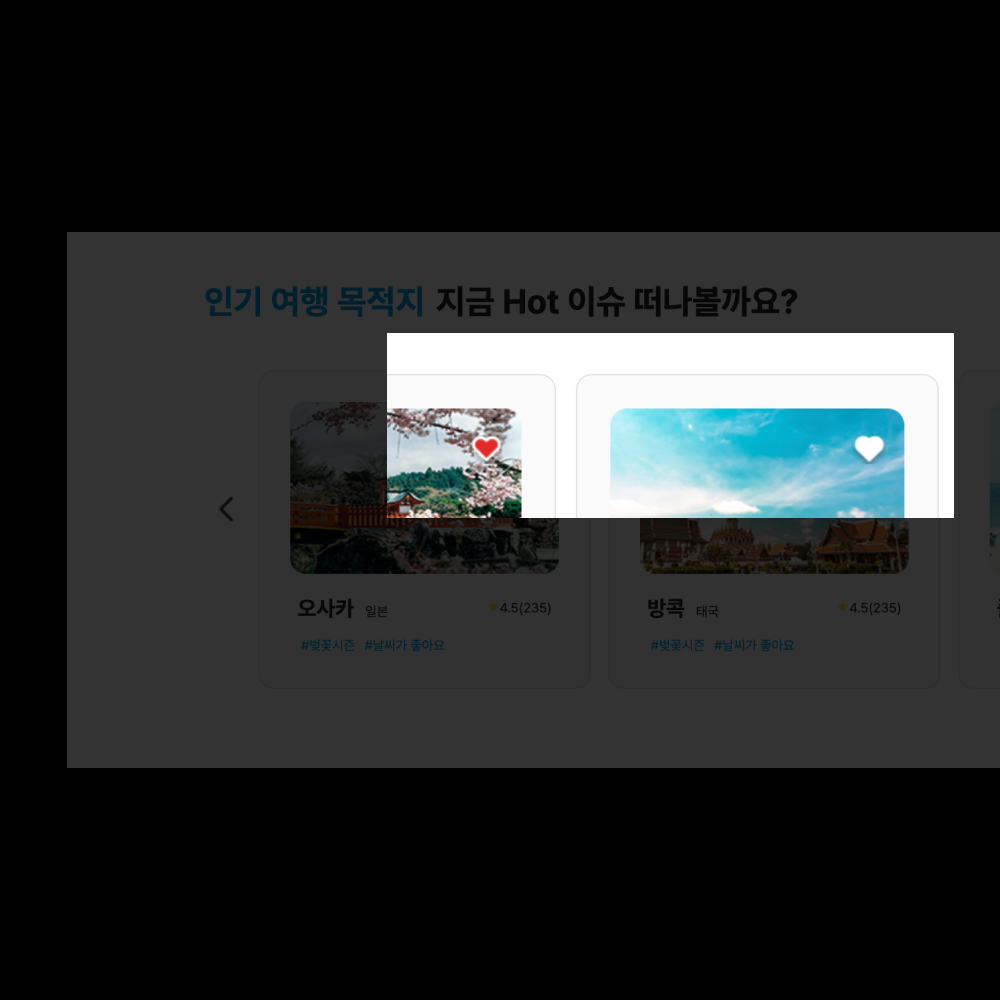 인기 여행 목적지 지금 Hot 이슈 떠나볼까요?
오사카 일본 ★4.5(235)
#벚꽃시즌 #날씨가 좋아요
방콕 태국 ★4.5(235)
#벚꽃시즌 #날씨가 좋아요